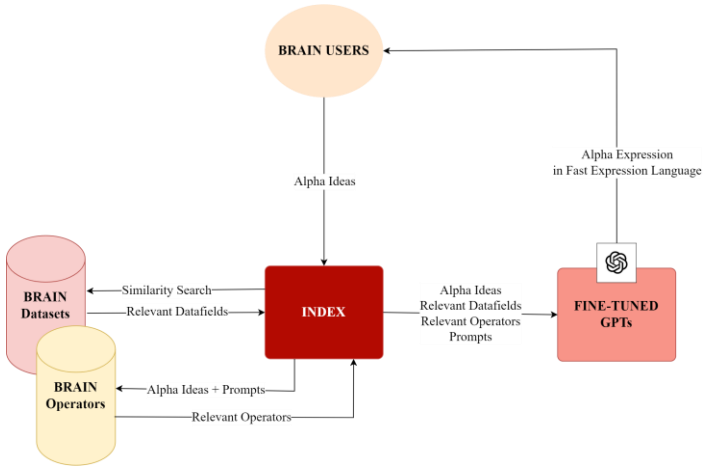 BRAIN USERS
Alpha Expression
in Fast Expression Language
Alpha Ideas
BRAIN
Datasets
Similarity Search
Relevant Datafields
INDEX
Alpha Ideas
Relevant Datafields
Relevant Operators
Prompts
FINE-TUNED
GPTs
BRAIN
Operators
Alpha Ideas + Prompts
Relevant Operators